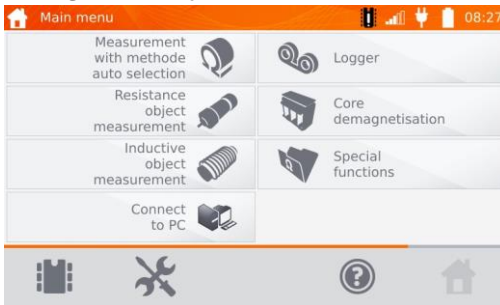 Main menu
08:27
Measurement
with methode
auto selection
Logger
Resistance
object
measurement
Core
demagnetisation
Inductive
object
measurement
Special
functions
Connect
to PC